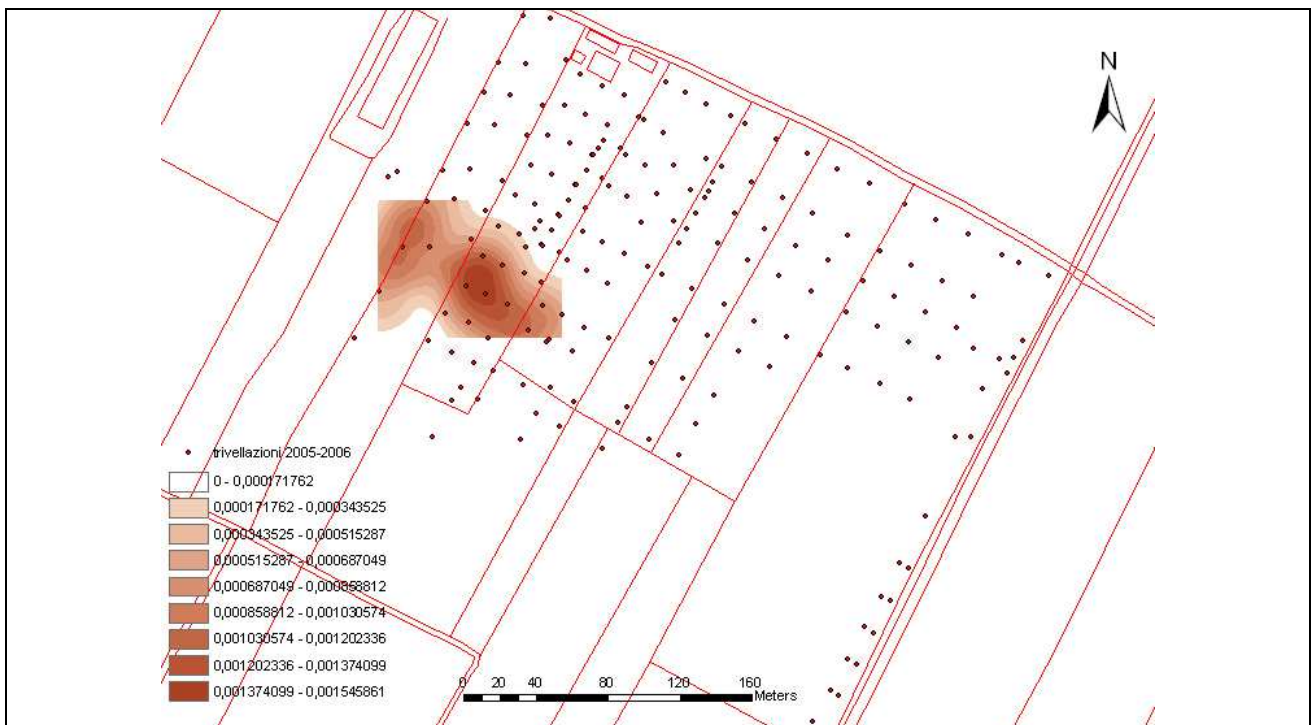 N
trivellazioni 2005-2006
0 - 0,000171762
0,000171762 - 0,000343525
0,000343525 - 0,000515287
0,000515287 - 0,000687049
0,000687049 - 0,000858812
0,000858812 - 0,001030574
0,001030574 - 0,001202336
0,001202336 - 0,001374099
0,001374099 - 0,001545861
0 20 40 80 120 160
Meters